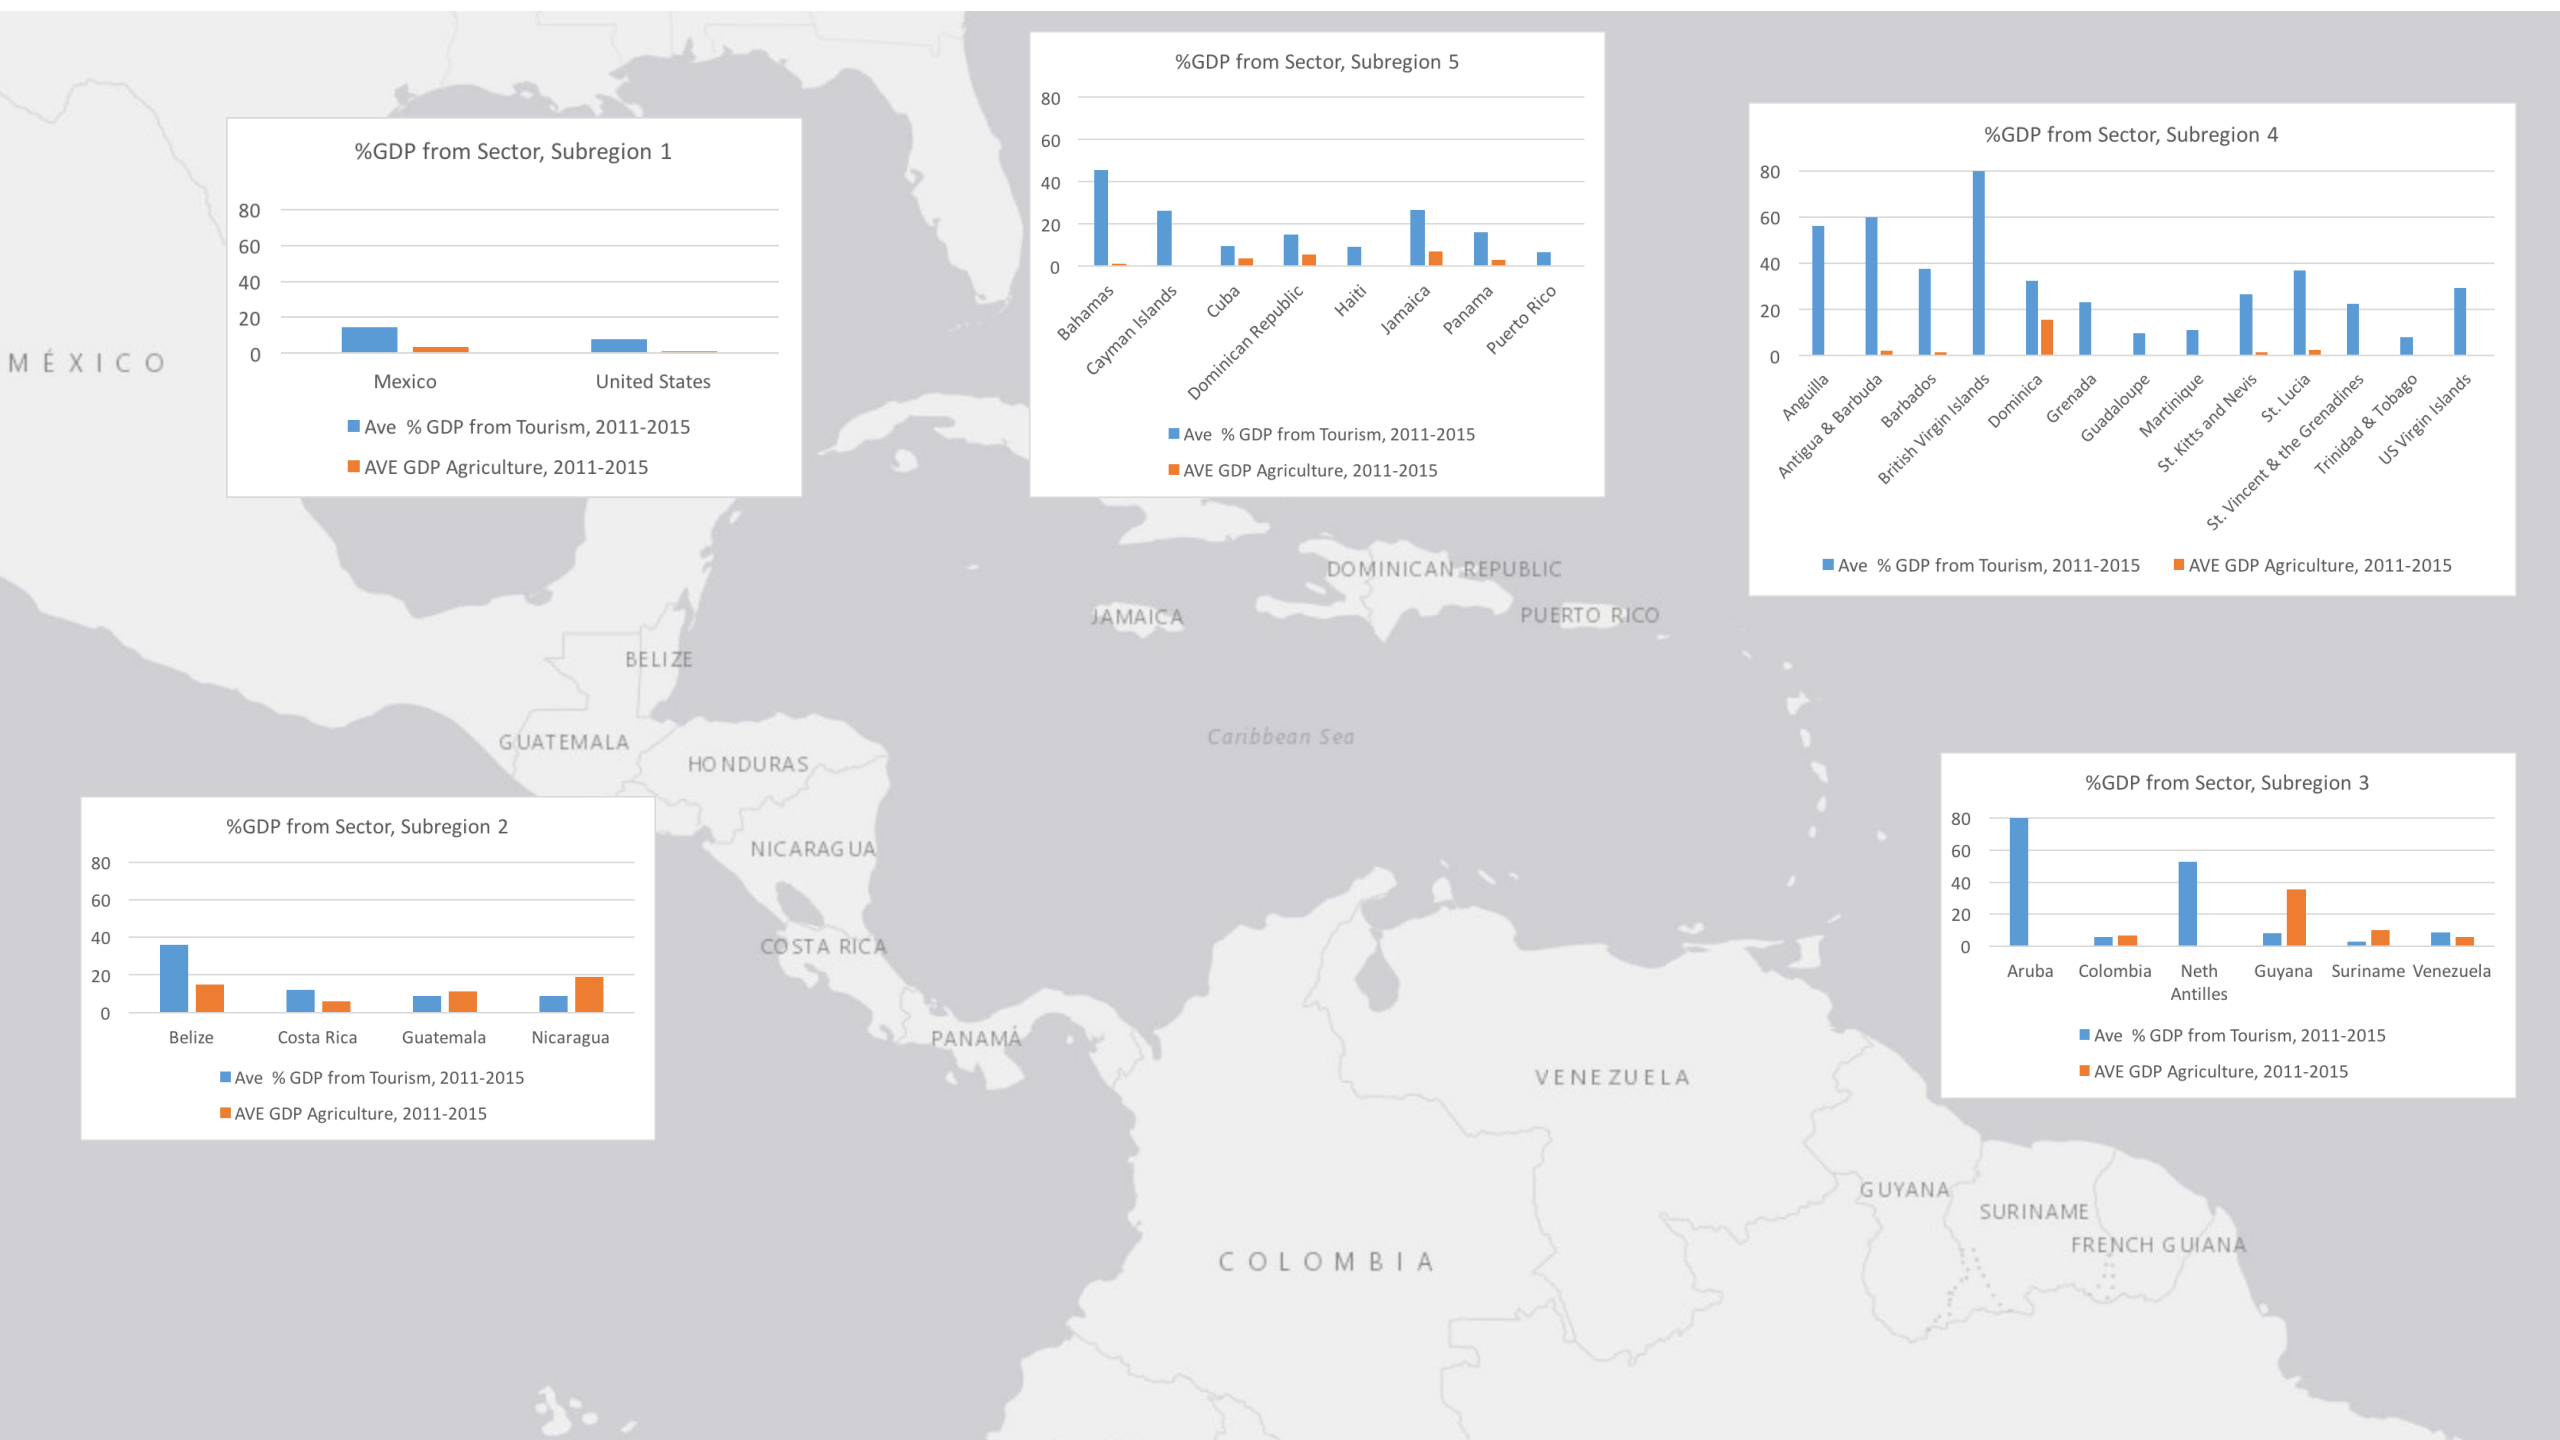 %GDP from Sector, Subregion 5
80
60
40
20
0
Bahamas
Cayman Islands
Cuba
Dominican Republic
Haiti
Jamaica
Panama
Puerto Rico
Ave % GDP from Tourism, 2011-2015
AVE GDP Agriculture, 2011-2015
%GDP from Sector, Subregion 1
80
60
40
20
0
Mexico United States
Ave % GDP from Tourism, 2011-2015
AVE GDP Agriculture, 2011-2015
%GDP from Sector, Subregion 4
80
60
40
20
0
Anguilla
Antigua & Barbuda
Barbados
British Virgin Islands
Dominica
Grenada
Guadaloupe
Martinique
St. Kitts and Nevis
St. Lucia
St. Vincent & the Grenadines
Trinidad & Tobago
US Virgin Islands
Ave % GDP from Tourism, 2011-2015 AVE GDP Agriculture, 2011-2015
MÉXICO
DOMINICAN REPUBLIC
JAMAICA
PUERTO RICO
BELIZE
Caribbean Sea
GUATEMALA
HONDURAS
NICARAGUA
COSTA RICA
PANAMÁ
%GDP from Sector, Subregion 2
80
60
40
20
0
Belize Costa Rica Guatemala Nicaragua
Ave % GDP from Tourism, 2011-2015
AVE GDP Agriculture, 2011-2015
%GDP from Sector, Subregion 3
80
60
40
20
0
Aruba Colombia Neth Guyana Suriname Venezuela
Antilles
Ave % GDP from Tourism, 2011-2015
AVE GDP Agriculture, 2011-2015
VENEZUELA
GUYANA
SURINAME
FRENCH GUIANA
COLOMBIA